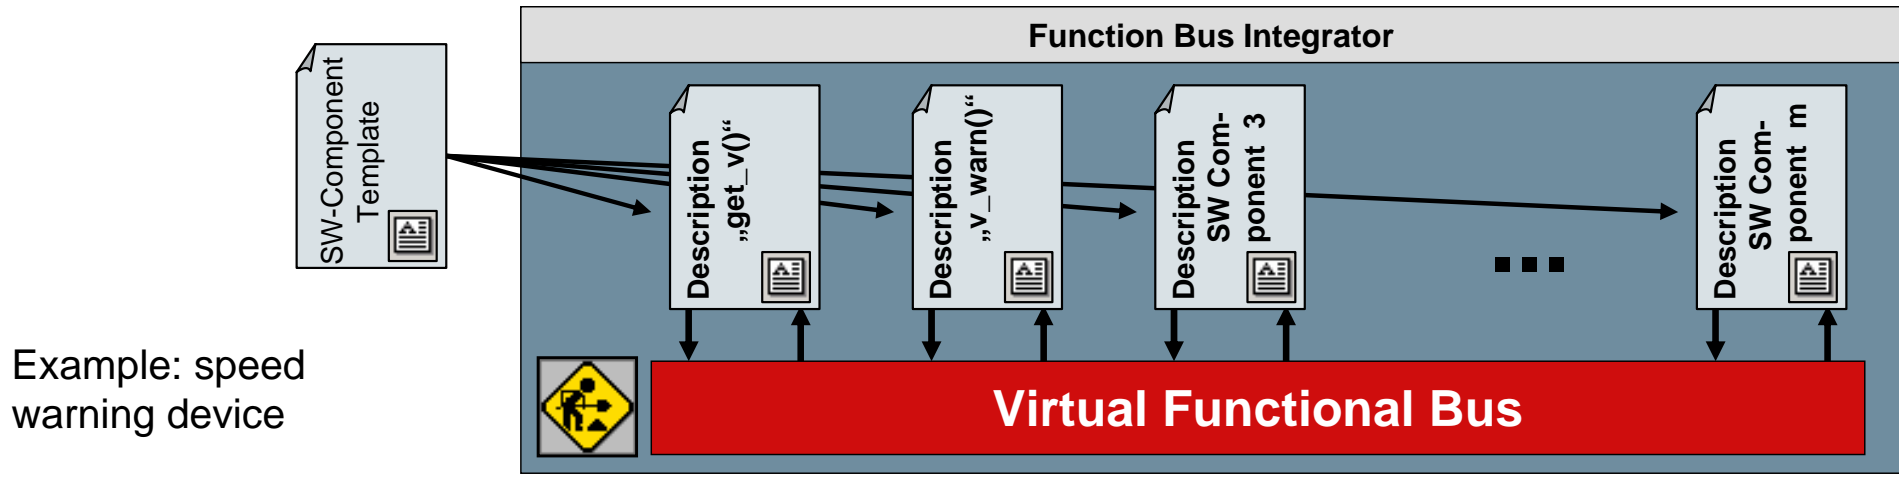 Function Bus Integrator
SW-Component
Template
Description
„get_v()“
Description
„v_warn()“
Description
SW Com-
ponent 3
...
Description
SW Com-
ponent m
Example: speed
warning device
Virtual Functional Bus